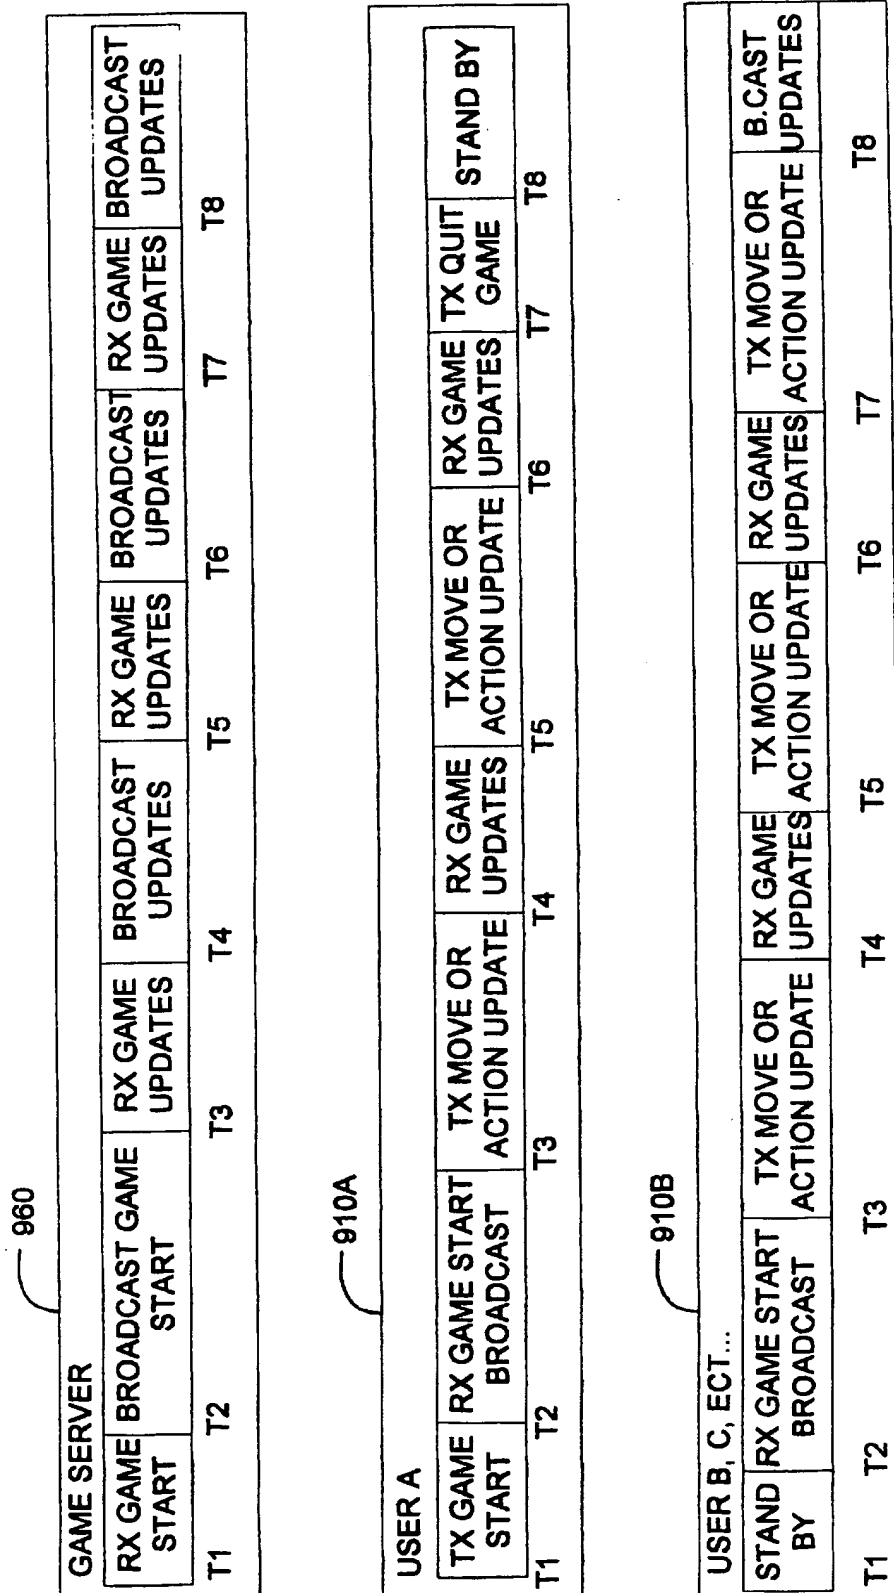 960
GAME SERVER
RX GAME START
BROADCAST GAME START
RX GAME UPDATES
BROADCAST UPDATES
RX GAME UPDATES
BROADCAST UPDATES
RX GAME UPDATES
BROADCAST UPDATES
T1 T2 T3 T4 T5 T6 T7 T8
910A
USER A
TX GAME START
RX GAME START BROADCAST
TX MOVE OR ACTION UPDATE
RX GAME UPDATES
TX MOVE OR ACTION UPDATE
RX GAME UPDATES
TX QUIT GAME
STAND BY
T1 T2 T3 T4 T5 T6 T7 T8
910B
USER B, C, ECT...
STAND BY
RX GAME START BROADCAST
TX MOVE OR ACTION UPDATE
RX GAME UPDATES
TX MOVE OR ACTION UPDATE
RX GAME UPDATES
TX MOVE OR ACTION UPDATE
B.CAST UPDATES
T1 T2 T3 T4 T5 T6 T7 T8